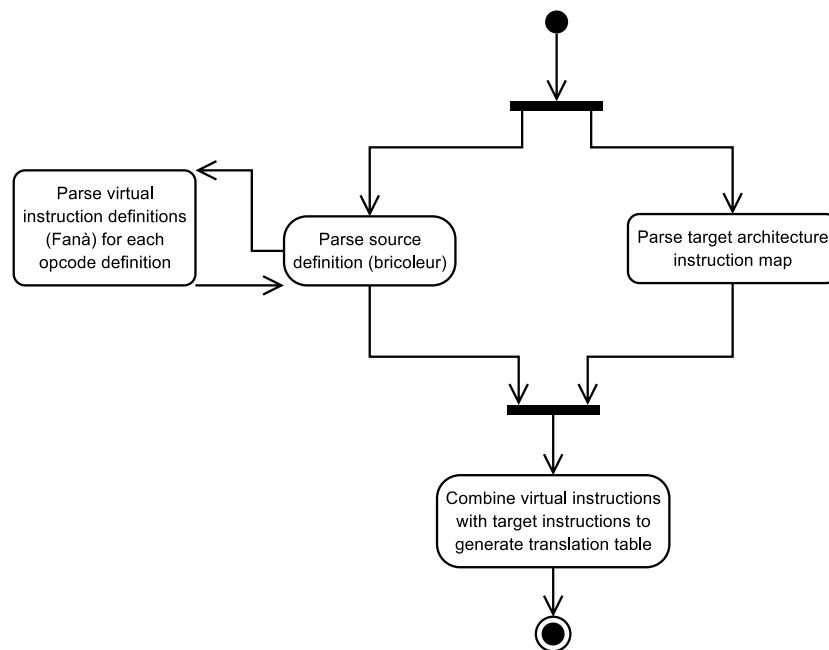 Parse virtual
instruction definitions
(Fanà) for each
opcode definition
Parse source
definition (bricoleur)
Parse target architecture
instruction map
Combine virtual instructions
with target instructions to
generate translation table